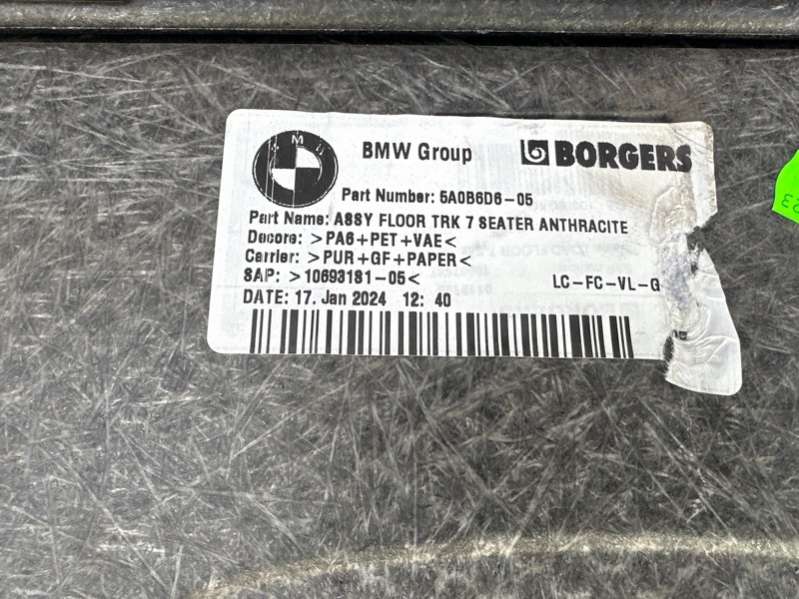 BMW
BMW Group
BORGERS
Part Number: 5A0B6D6-05
Part Name: ASSY FLOOR TRK 7 SEATER ANTHRACITE
Decore: >PA6+PET+VAE<
Carrier: >PUR+GF+PAPER<
SAP: >10693181-05<
LC-FC-VL-G
DATE: 17. Jan 2024 12: 40